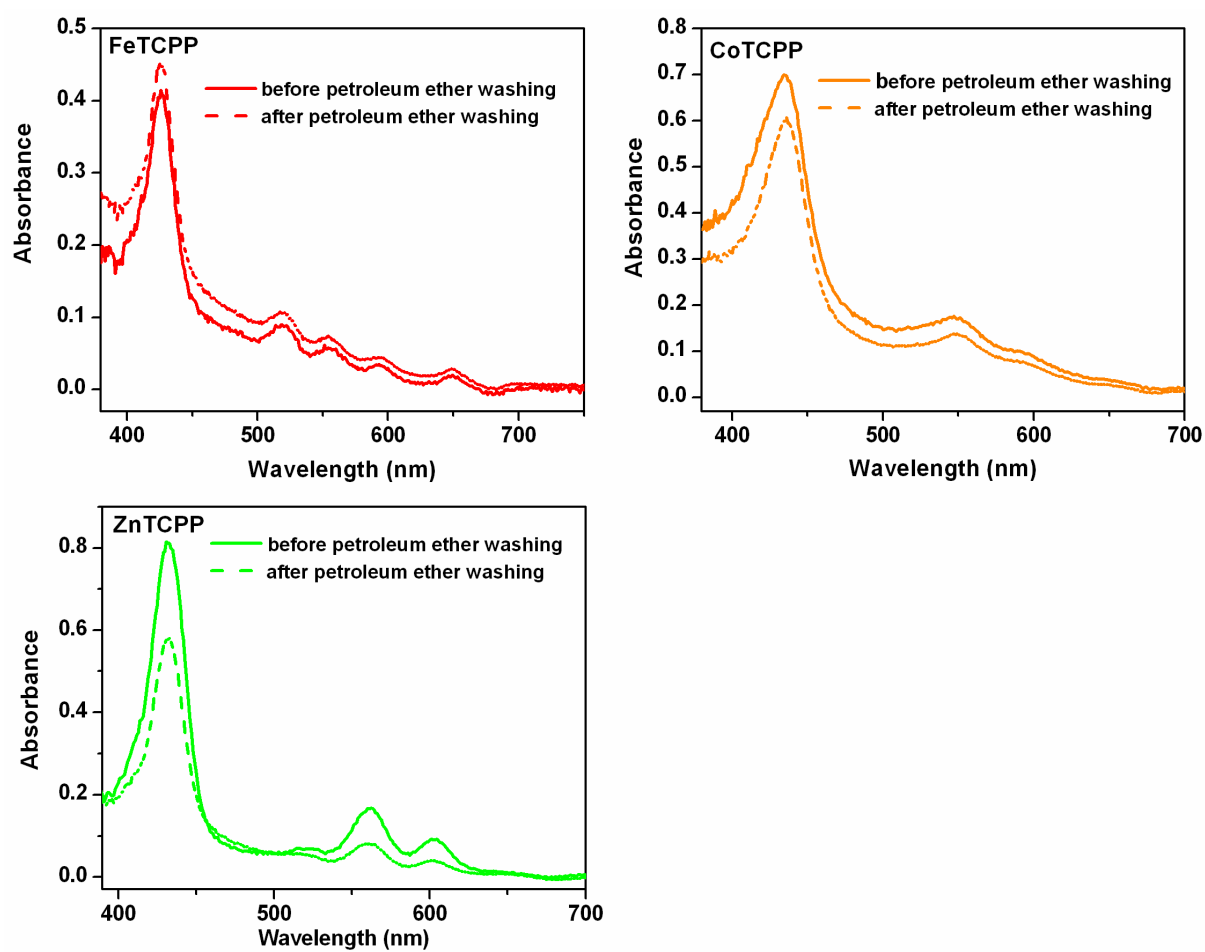 FeTCPP
before petroleum ether washing
after petroleum ether washing
0.5
0.4
0.3
0.2
0.1
0.0
Absorbance
400 500 600 700
Wavelength (nm)
CoTCPP
before petroleum ether washing
after petroleum ether washing
0.8
0.7
0.6
0.5
0.4
0.3
0.2
0.1
0.0
Absorbance
400 500 600 700
Wavelength (nm)
ZnTCPP
before petroleum ether washing
after petroleum ether washing
0.8
0.6
0.4
0.2
0.0
Absorbance
400 500 600 700
Wavelength (nm)